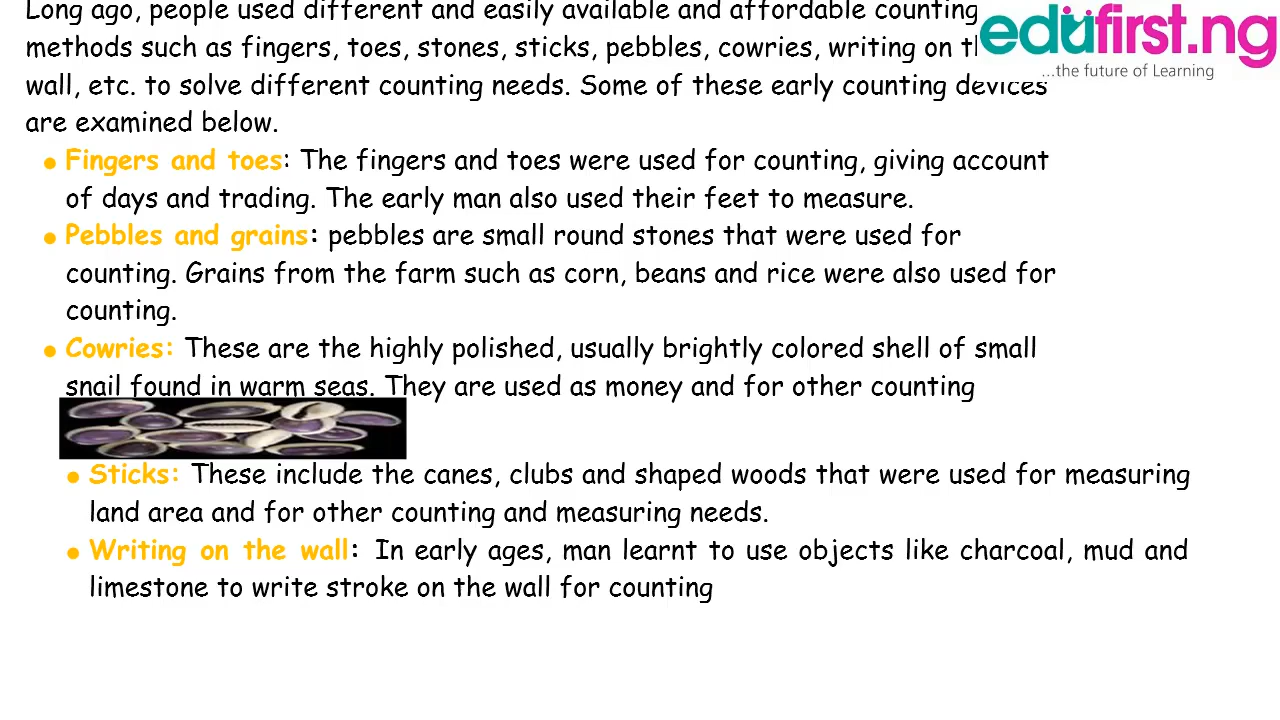 Long ago, people used different and easily available and affordable counting
methods such as fingers, toes, stones, sticks, pebbles, cowries, writing on
edufirst.ng
...the future of Learning
wall, etc. to solve different counting needs. Some of these early counting devices
are examined below.
• Fingers and toes: The fingers and toes were used for counting, giving account
of days and trading. The early man also used their feet to measure.
• Pebbles and grains: pebbles are small round stones that were used for
counting. Grains from the farm such as corn, beans and rice were also used for
counting.
• Cowries: These are the highly polished, usually brightly colored shell of small
snail found in warm seas. They are used as money and for other counting
• Sticks: These include the canes, clubs and shaped woods that were used for measuring
land area and for other counting and measuring needs.
• Writing on the wall: In early ages, man learnt to use objects like charcoal, mud and
limestone to write stroke on the wall for counting